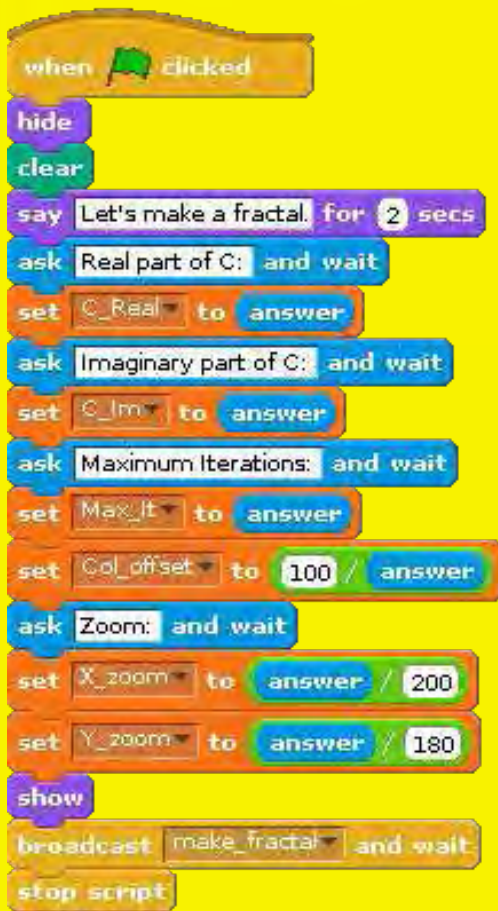 when clicked
hide
clear
say Let's make a fractal. for 2 secs
ask Real part of C: and wait
set C_Real to answer
ask Imaginary part of C: and wait
set C_Im to answer
ask Maximum Iterations: and wait
set Max_It to answer
set Col_offset to 100 / answer
ask Zoom: and wait
set X_zoom to answer / 200
set Y_zoom to answer / 180
show
broadcast make_fractal and wait
stop script